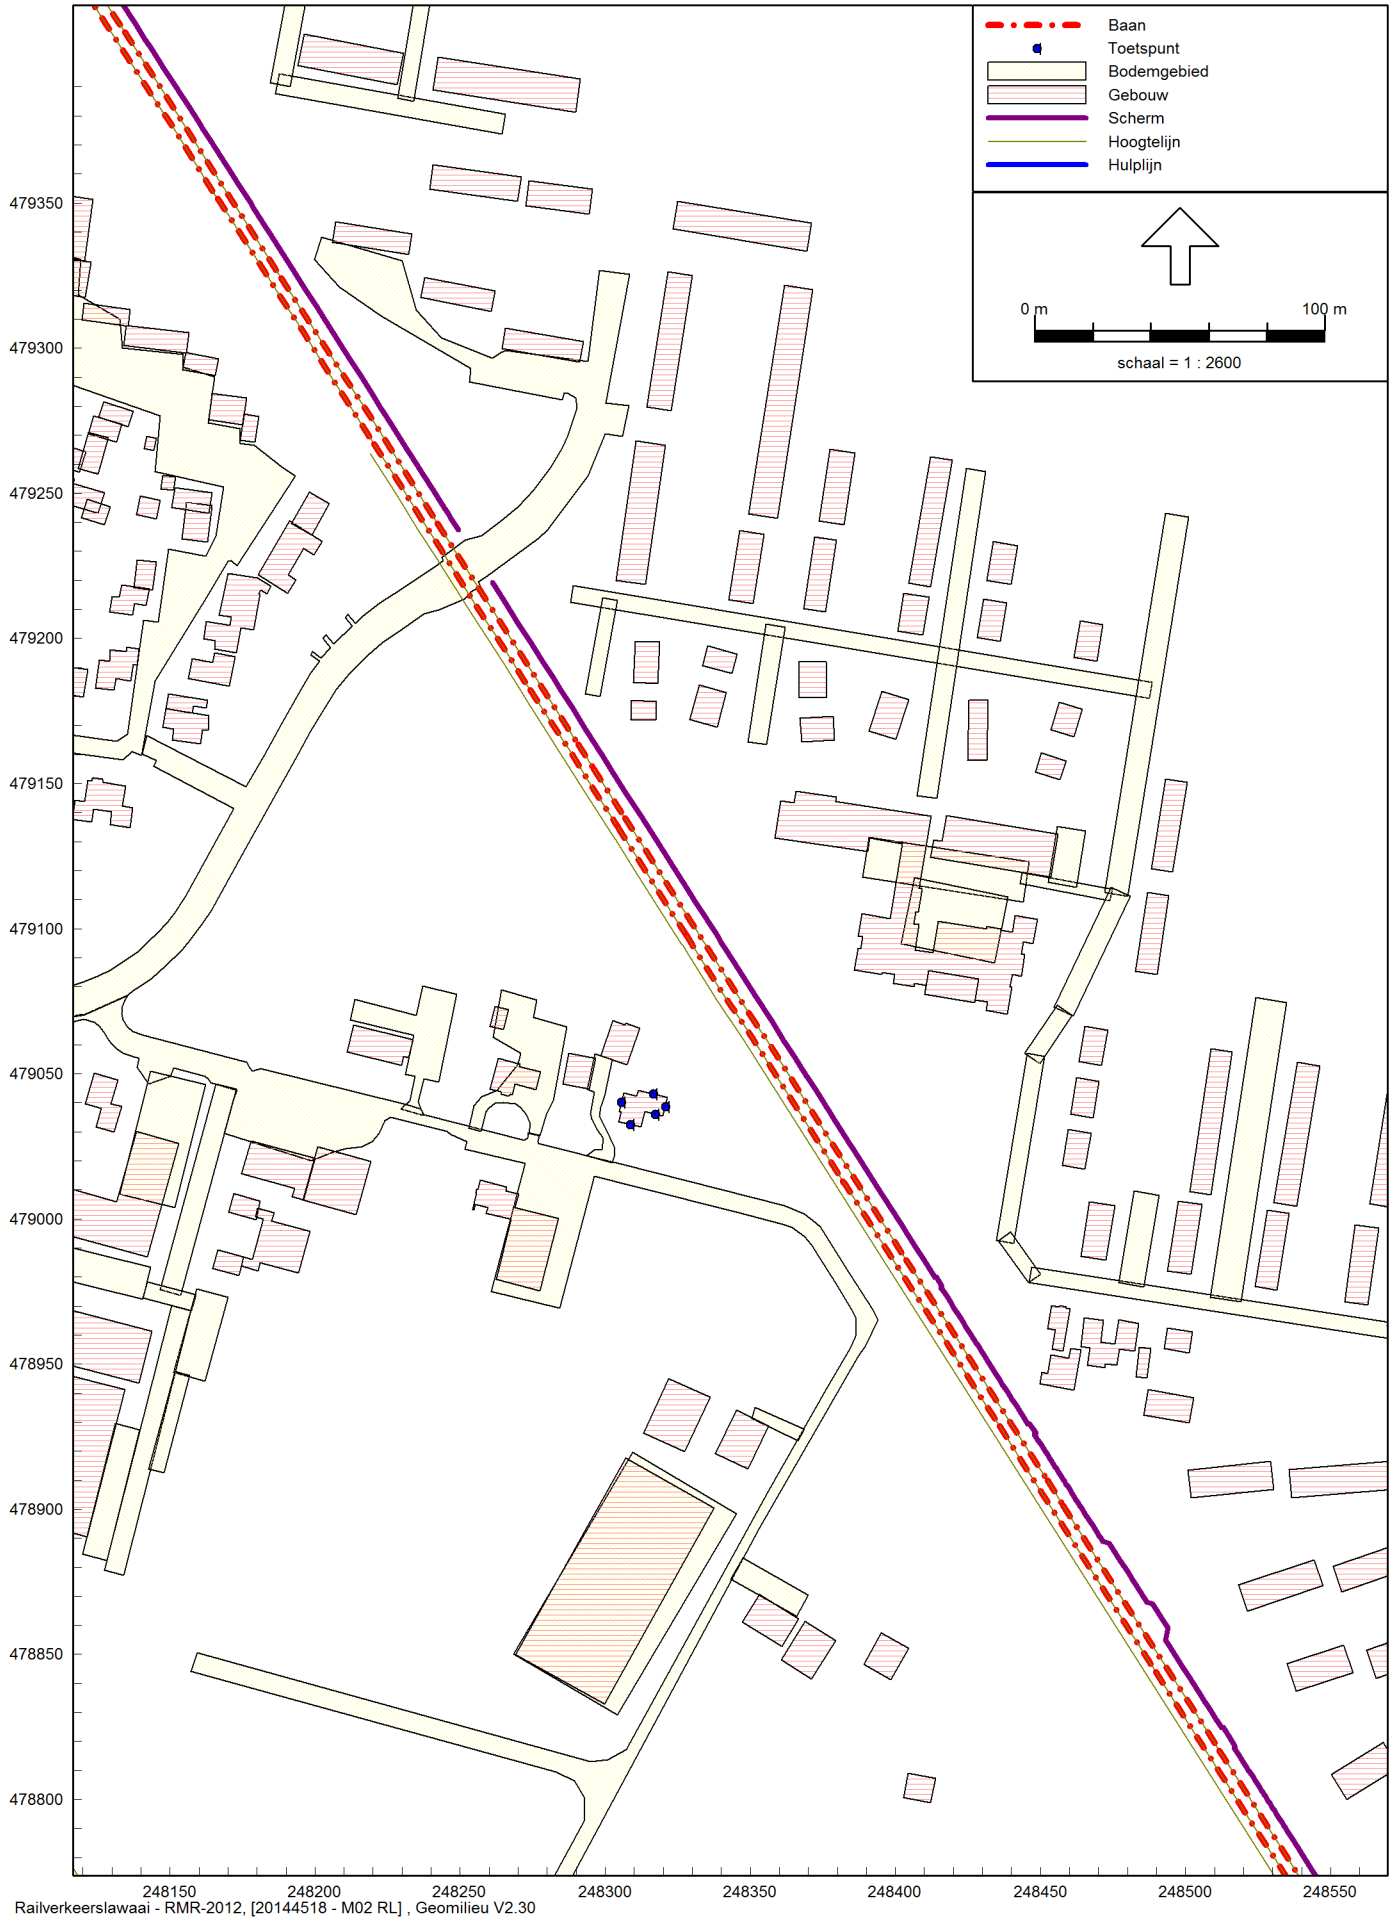 Baan
Toetspunt
Bodemgebied
Gebouw
Scherm
Hoogtelijn
Hulplijn
0 m 100 m
schaal = 1 : 2600
479350
479300
479250
479200
479150
479100
479050
479000
478950
478900
478850
478800
248150 248200 248250 248300 248350 248400 248450 248500 248550
Railverkeerslawaai - RMR-2012, [20144518 - M02 RL] , Geomilieu V2.30